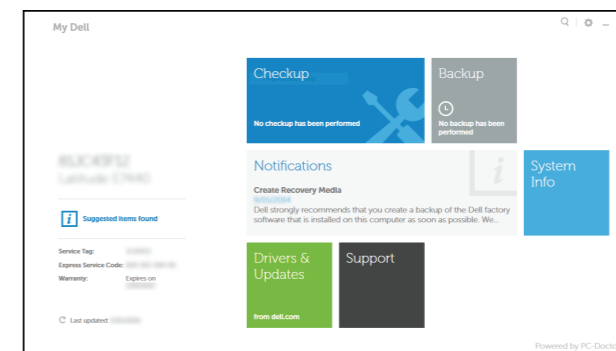 My Dell
Checkup
No checkup has been performed
Backup
No backup has been
performed
Suggested items found
Service Tag:
Express Service Code:
Warranty:
Expires on
Last updated:
Notifications
Create Recovery Media
Dell strongly recommends that you create a backup of the Dell factory
software that is installed on this computer as soon as possible. We...
System
Info
Drivers &
Updates
from dell.com
Support
Powered by PC-Docto